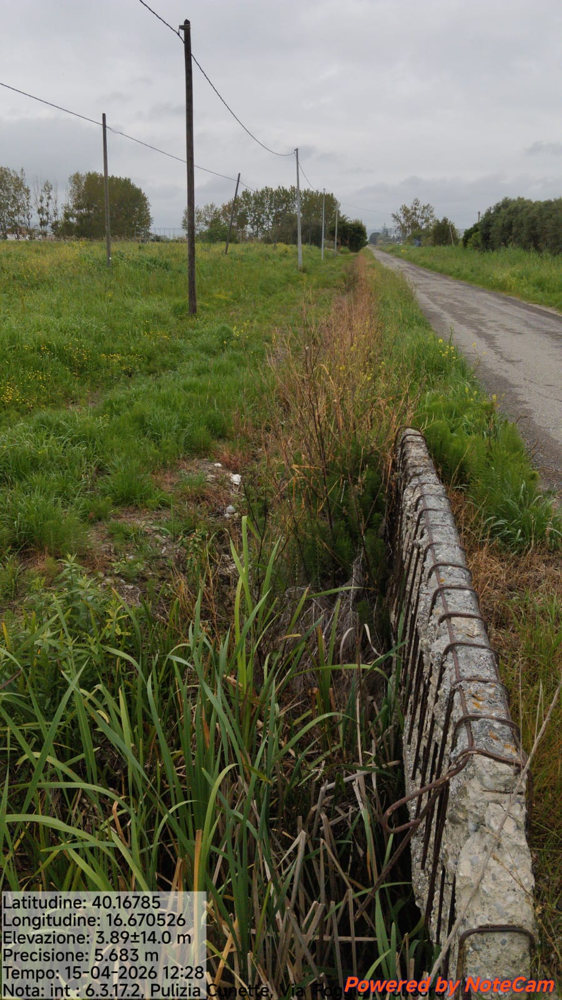 Latitudine: 40.16785
Longitudine: 16.670526
Elevazione: 3.89±14.0 m
Precisione: 5.683 m
Tempo: 15-04-2026 12:28
Nota: int : 6.3.17.2, Pulizia Cunette, Via
Powered by NoteCam